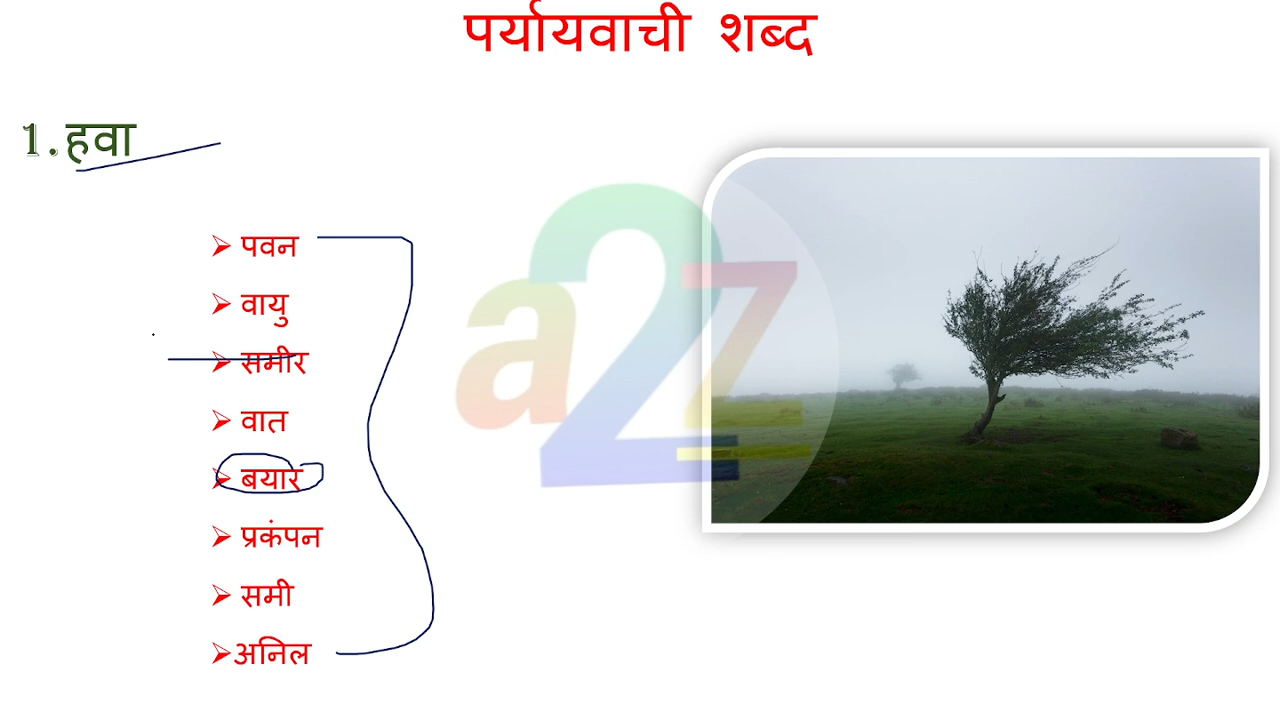 पर्यायवाची शब्द
1.हवा
➢ पवन
➢ वायु
➢ समीर
➢ वात
➢ बयार
➢ प्रकंपन
➢ समी
➢अनिल
a2z